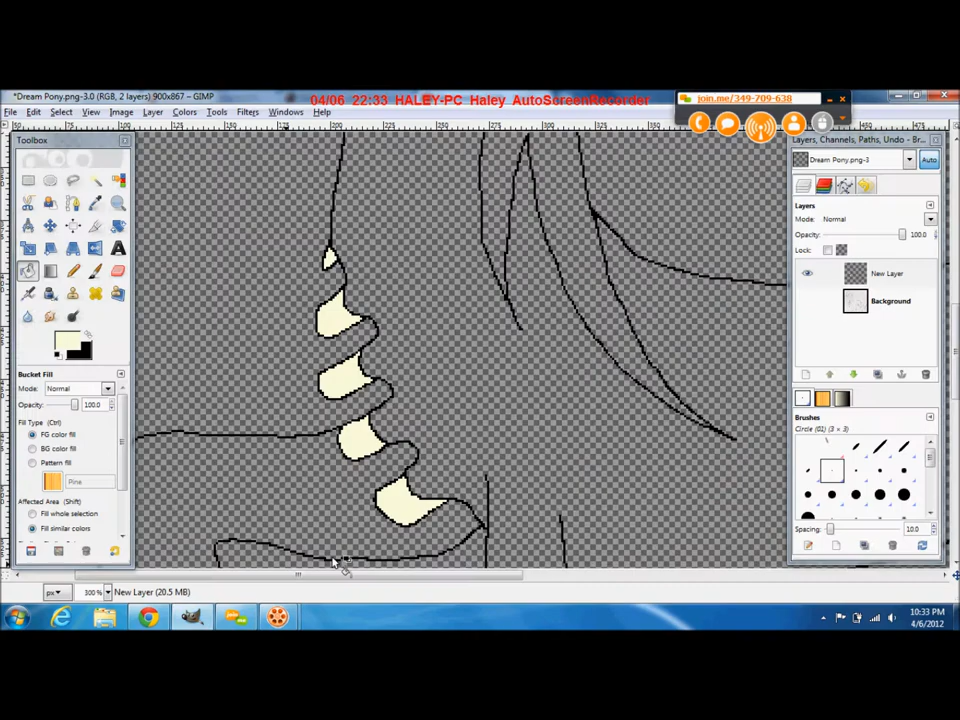 *Dream Pony.png-3.0 (RGB, 2 layers) 900x867 – GIMP
04/06 22:33 HALEY-PC Haley AutoScreenRecorder
join.me/349-709-638
File Edit Select View Image Layer Colors Tools Filters Windows Help
Toolbox
Layers, Channels, Paths, Undo - Br...
Dream Pony.png-3
Auto
Layers
Mode: Normal
Opacity: 100.0
Lock:
New Layer
Background
Bucket Fill
Mode: Normal
Opacity: 100.0
Fill Type (Ctrl)
FG color fill
BG color fill
Pattern fill
Pine
Affected Area (Shift)
Fill whole selection
Fill similar colors
Brushes
Circle (01) (3 × 3)
Spacing: 10.0
px 300% New Layer (20.5 MB)
10:33 PM
4/6/2012